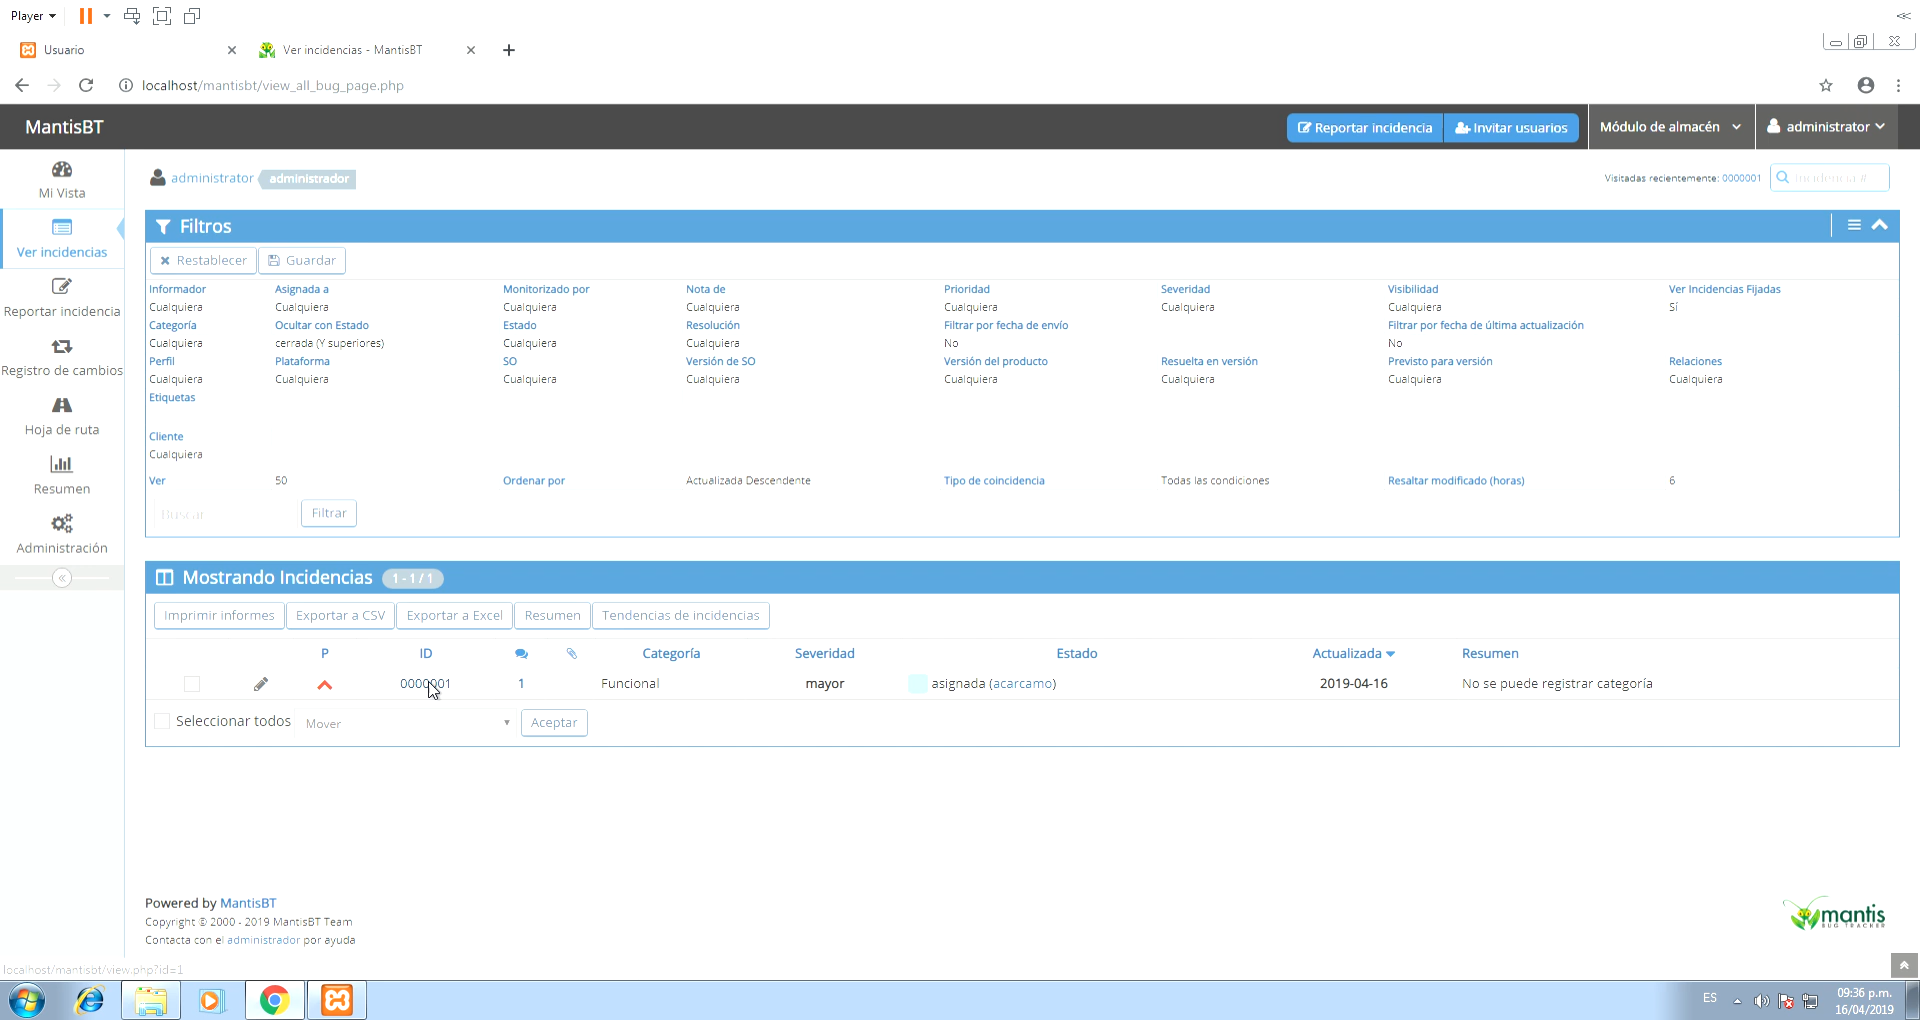 Player
Usuario
Ver incidencias - MantisBT
localhost/mantisbt/view_all_bug_page.php
MantisBT
Reportar incidencia
Invitar usuarios
Módulo de almacén
administrator
Mi Vista
Ver incidencias
Reportar incidencia
Registro de cambios
Hoja de ruta
Resumen
Administración
administrator administrador
Visitadas recientemente: 0000001
Incidencia #
Filtros
Restablecer Guardar
Informador Asignada a Monitorizado por Nota de Prioridad Severidad Visibilidad Ver Incidencias Fijadas
Cualquiera Cualquiera Cualquiera Cualquiera Cualquiera Cualquiera Cualquiera Sí
Categoría Ocultar con Estado Estado Resolución Filtrar por fecha de envío Filtrar por fecha de última actualización
Cualquiera cerrada (Y superiores) Cualquiera Cualquiera No No
Perfil Plataforma SO Versión de SO Versión del producto Resuelta en versión Previsto para versión Relaciones
Cualquiera Cualquiera Cualquiera Cualquiera Cualquiera Cualquiera Cualquiera Cualquiera
Etiquetas
Cliente
Cualquiera
Ver 50 Ordenar por Actualizada Descendente Tipo de coincidencia Todas las condiciones Resaltar modificado (horas) 6
Buscar Filtrar
Mostrando Incidencias 1 - 1 / 1
Imprimir informes Exportar a CSV Exportar a Excel Resumen Tendencias de incidencias
P ID Categoría Severidad Estado Actualizada Resumen
0000001 1 Funcional mayor asignada (acarcamo) 2019-04-16 No se puede registrar categoría
Seleccionar todos Mover Aceptar
Powered by MantisBT
Copyright © 2000 - 2019 MantisBT Team
Contacta con el administrador por ayuda
mantis
BUG TRACKER
localhost/mantisbt/view.php?id=1
ES
09:36 p.m.
16/04/2019